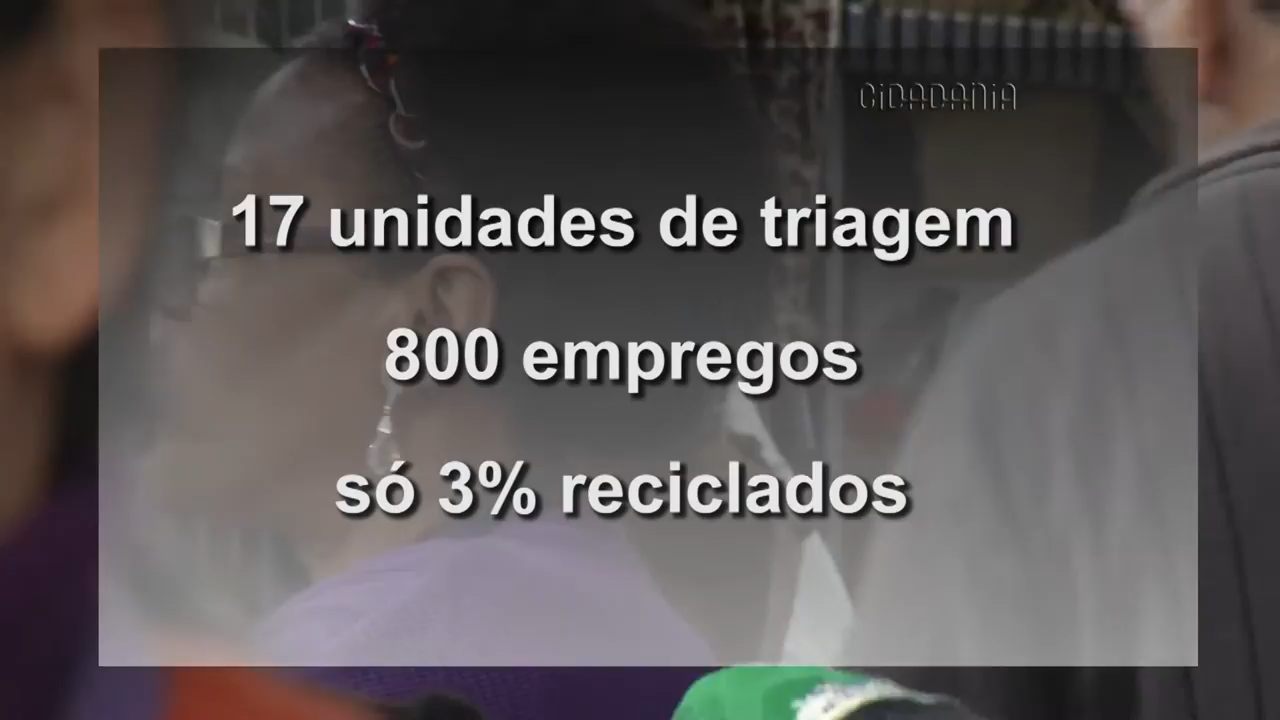 CiDADANiA
17 unidades de triagem
800 empregos
só 3% reciclados